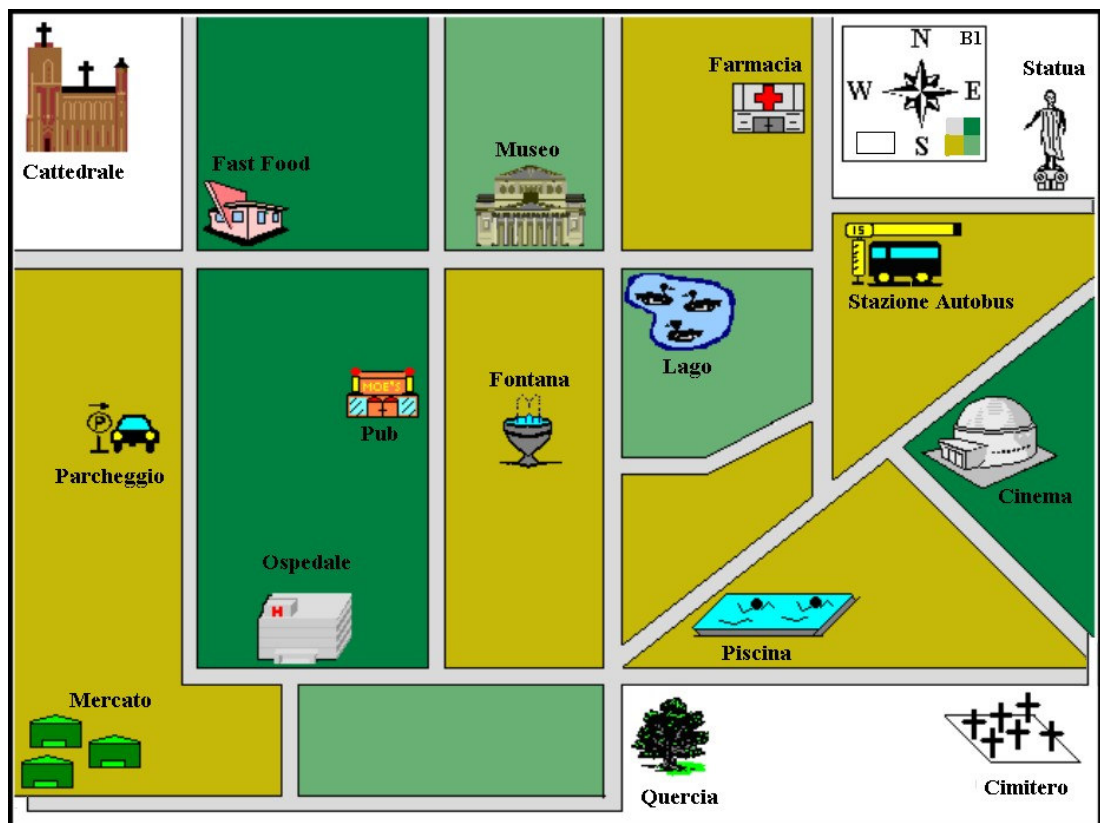 N
B1
Statua
Farmacia
W
E
S
Cattedrale
Fast Food
Museo
15
Stazione Autobus
Lago
MOE'S
Fontana
Pub
P
Parcheggio
Cinema
Ospedale
H
Piscina
Mercato
Quercia
Cimitero